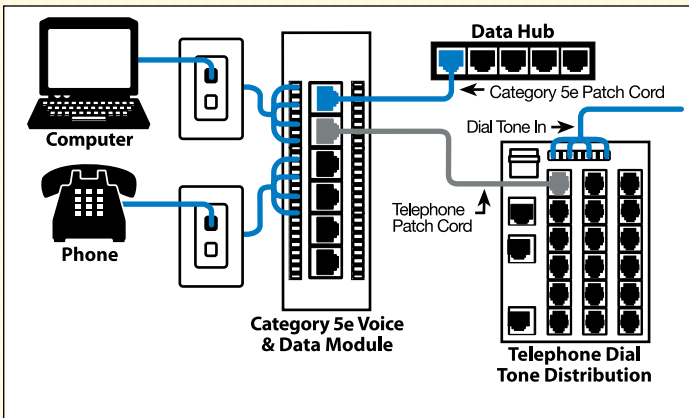 Data Hub
Category 5e Patch Cord
Dial Tone In
Computer
Telephone
Patch Cord
Phone
Category 5e Voice
& Data Module
Telephone Dial
Tone Distribution